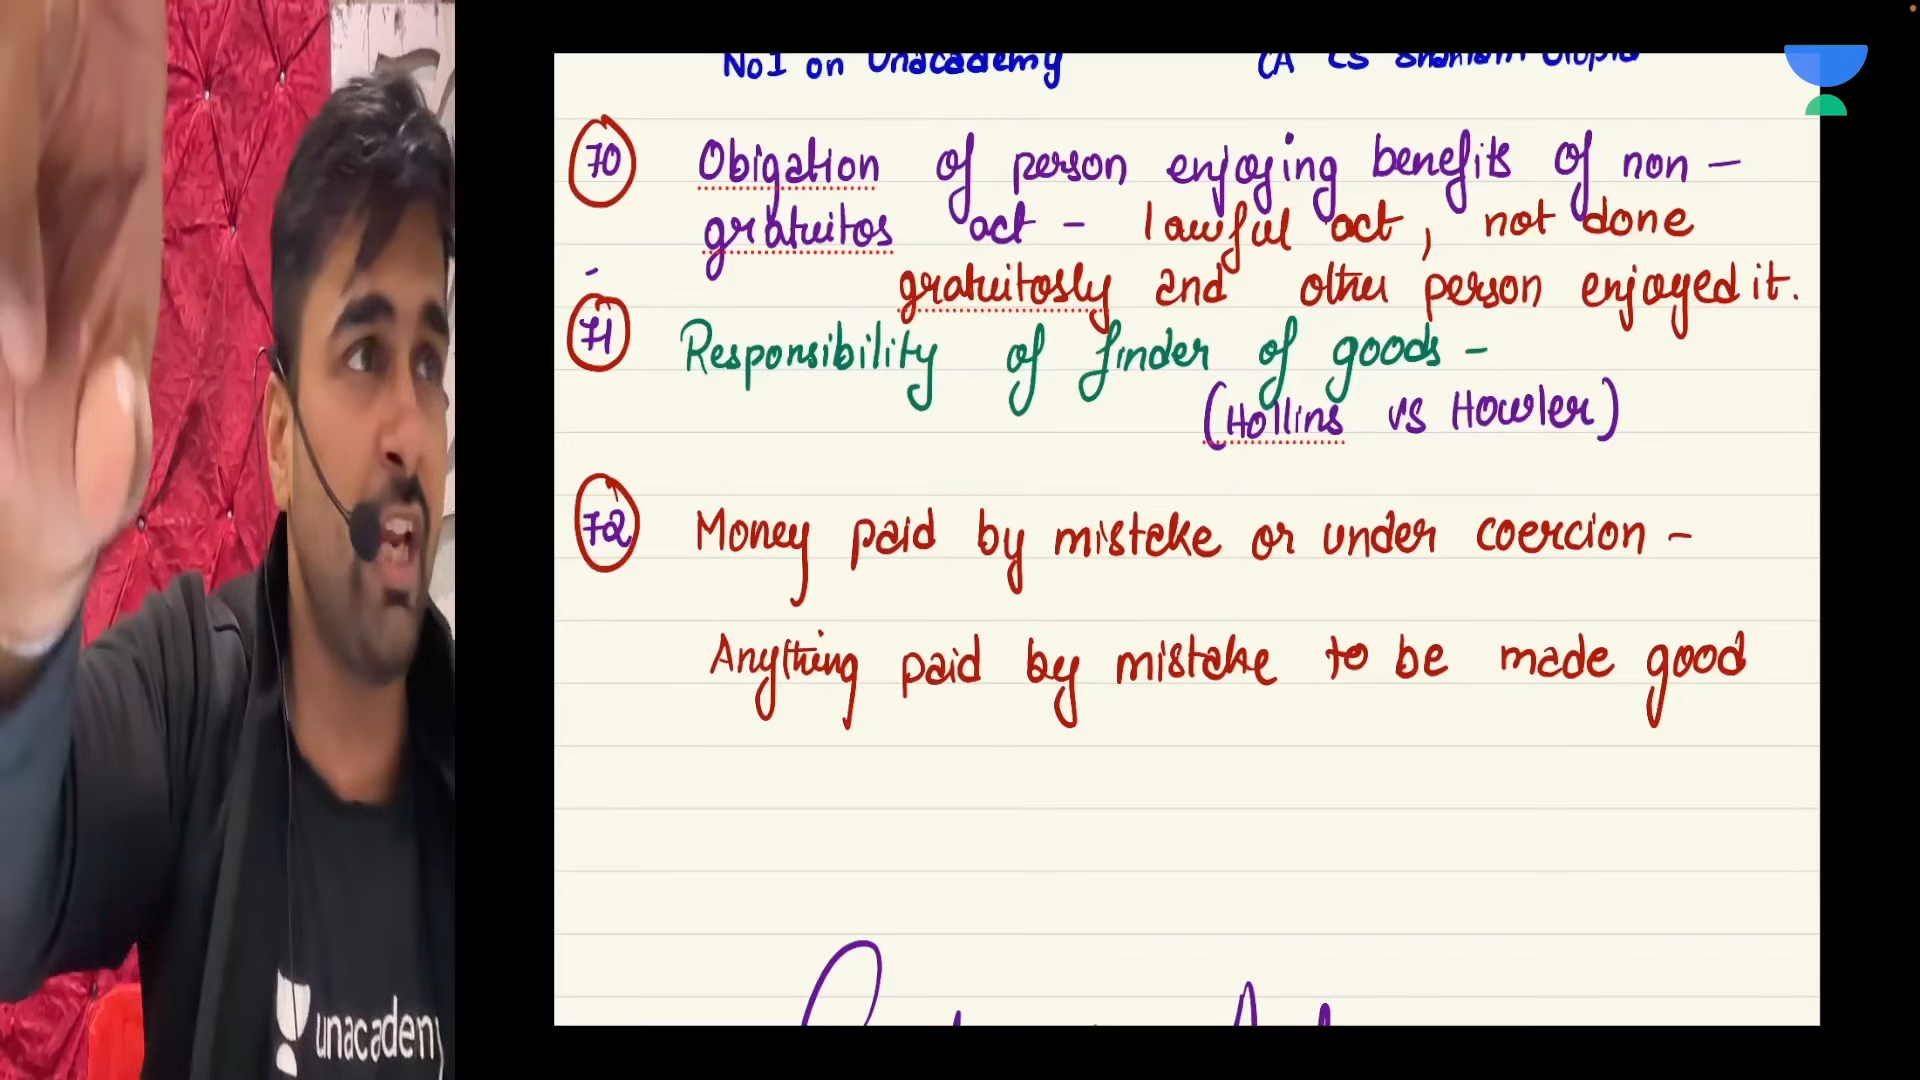 No1 on Unacademy CA CS
70 Obigation of person enjoying benefits of non -
gratuitos act - lawful act, not done
gratuitosly and other person enjoyed it.
71 Responsibility of finder of goods -
(Hollins vs Howler)
72 Money paid by mistake or under coercion -
Anything paid by mistake to be made good
unacademy